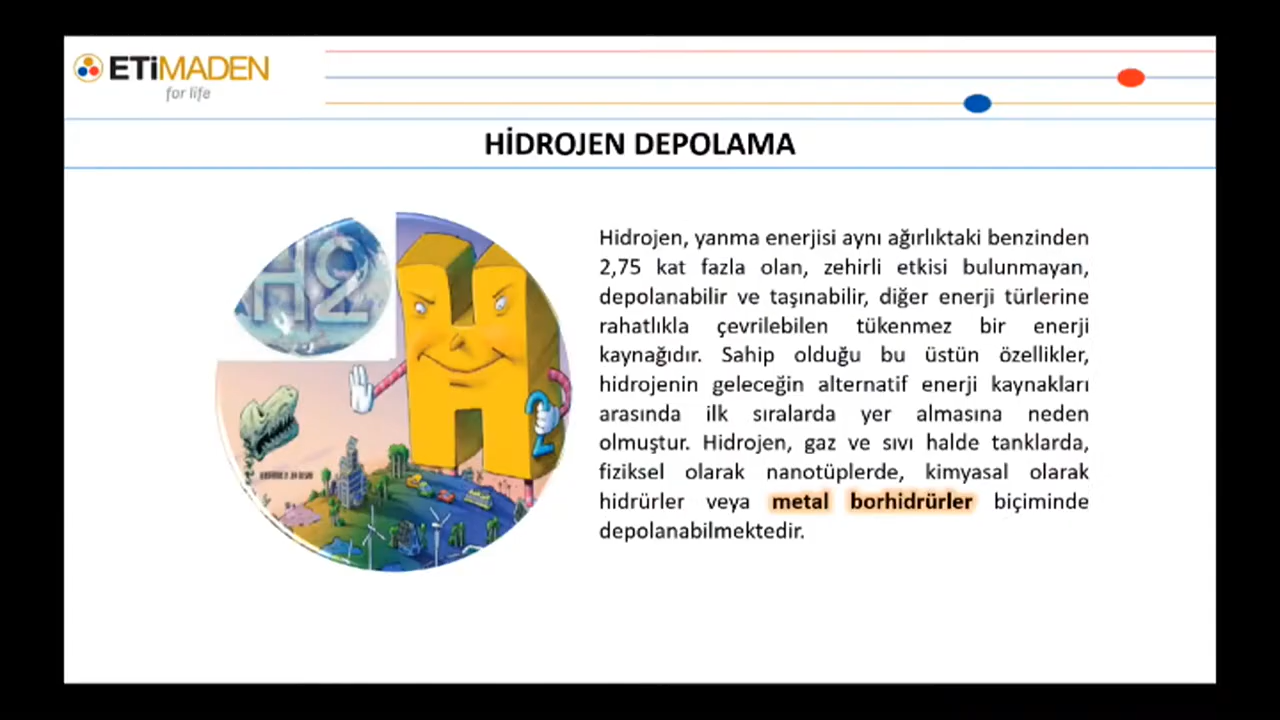 ETİMADEN
for life
HİDROJEN DEPOLAMA
H2
Hidrojen, yanma enerjisi aynı ağırlıktaki benzinden
2,75 kat fazla olan, zehirli etkisi bulunmayan,
depolanabilir ve taşınabilir, diğer enerji türlerine
rahatlıkla çevrilebilen tükenmez bir enerji
kaynağıdır. Sahip olduğu bu üstün özellikler,
hidrojenin geleceğin alternatif enerji kaynakları
arasında ilk sıralarda yer almasına neden
olmuştur. Hidrojen, gaz ve sıvı halde tanklarda,
fiziksel olarak nanotüplerde, kimyasal olarak
hidrürler veya metal borhidrürler biçiminde
depolanabilmektedir.